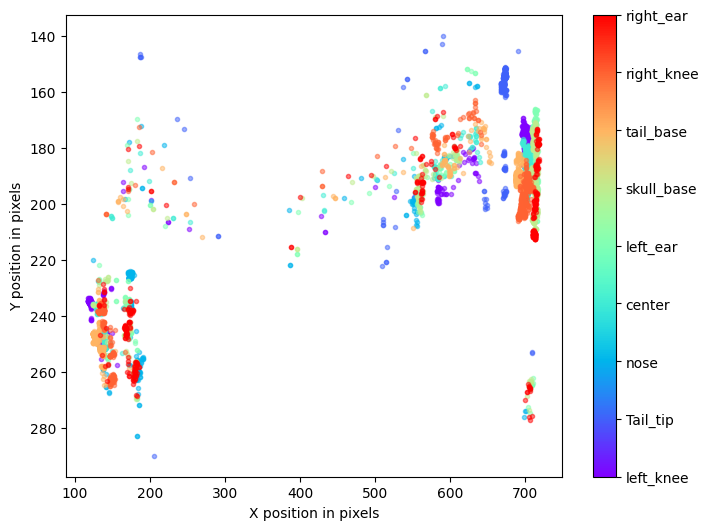 140
160
180
200
220
240
260
280
Y position in pixels
100
200
300
400
500
600
700
X position in pixels
right_ear
right_knee
tail_base
skull_base
left_ear
center
nose
Tail_tip
left_knee